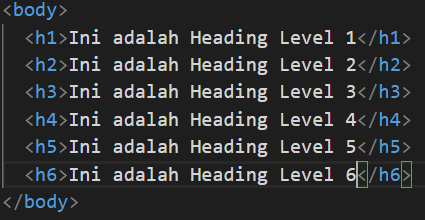 <body>
<h1>Ini adalah Heading Level 1</h1>
<h2>Ini adalah Heading Level 2</h2>
<h3>Ini adalah Heading Level 3</h3>
<h4>Ini adalah Heading Level 4</h4>
<h5>Ini adalah Heading Level 5</h5>
<h6>Ini adalah Heading Level 6</h6>
</body>